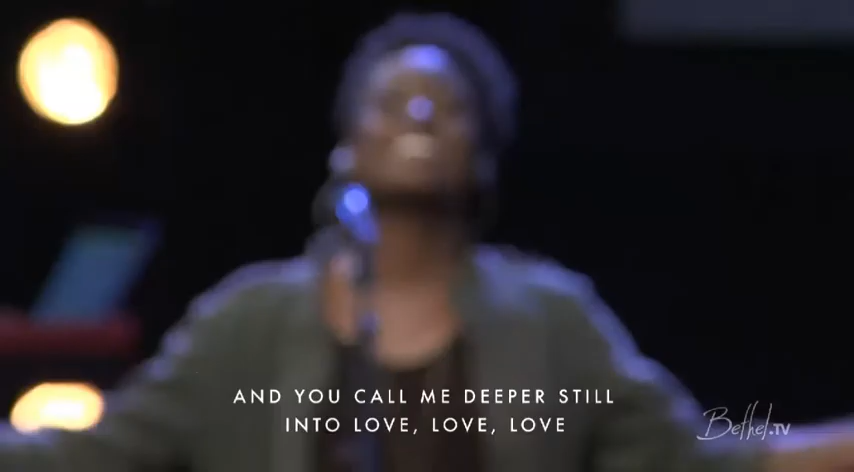 AND YOU CALL ME DEEPER STILL
INTO LOVE, LOVE, LOVE
Bethel.TV